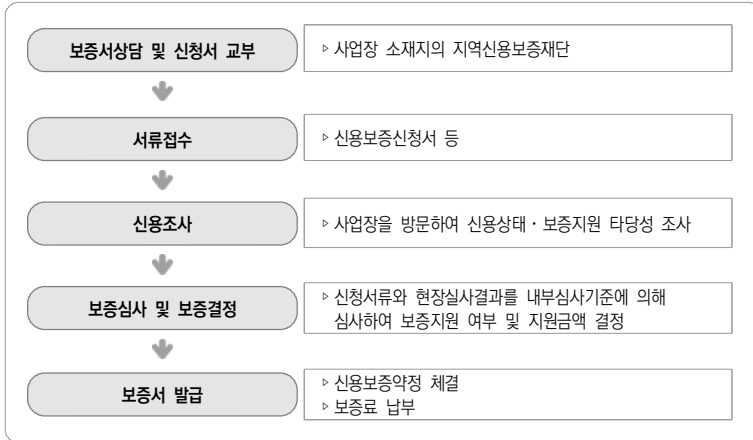 보증서상담 및 신청서 교부
▹ 사업장 소재지의 지역신용보증재단
서류접수
▹ 신용보증신청서 등
신용조사
▹ 사업장을 방문하여 신용상태·보증지원 타당성 조사
보증심사 및 보증결정
▹ 신청서류와 현장실사결과를 내부심사기준에 의해
심사하여 보증지원 여부 및 지원금액 결정
보증서 발급
▹ 신용보증약정 체결
▹ 보증료 납부